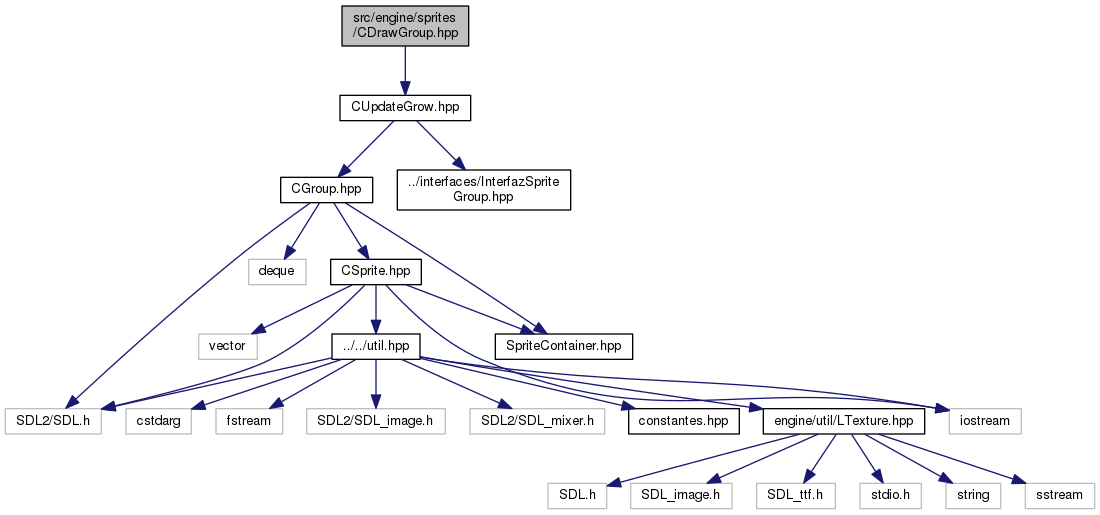 src/engine/sprites
/CDrawGroup.hpp
CUpdateGrow.hpp
CGroup.hpp
../interfaces/InterfazSprite
Group.hpp
deque
CSprite.hpp
vector
../../util.hpp
SpriteContainer.hpp
SDL2/SDL.h
cstdarg
fstream
SDL2/SDL_image.h
SDL2/SDL_mixer.h
constantes.hpp
engine/util/LTexture.hpp
iostream
SDL.h
SDL_image.h
SDL_ttf.h
stdio.h
string
sstream